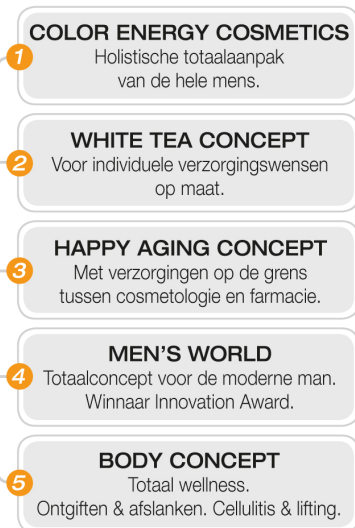 1
COLOR ENERGY COSMETICS
Holistische totaalaanpak
van de hele mens.
2
WHITE TEA CONCEPT
Voor individuele verzorgingswensen
op maat.
3
HAPPY AGING CONCEPT
Met verzorgingen op de grens
tussen cosmetologie en farmacie.
4
MEN'S WORLD
Totaalconcept voor de moderne man.
Winnaar Innovation Award.
5
BODY CONCEPT
Totaal wellness.
Ontgiften & afslanken. Cellulitis & lifting.